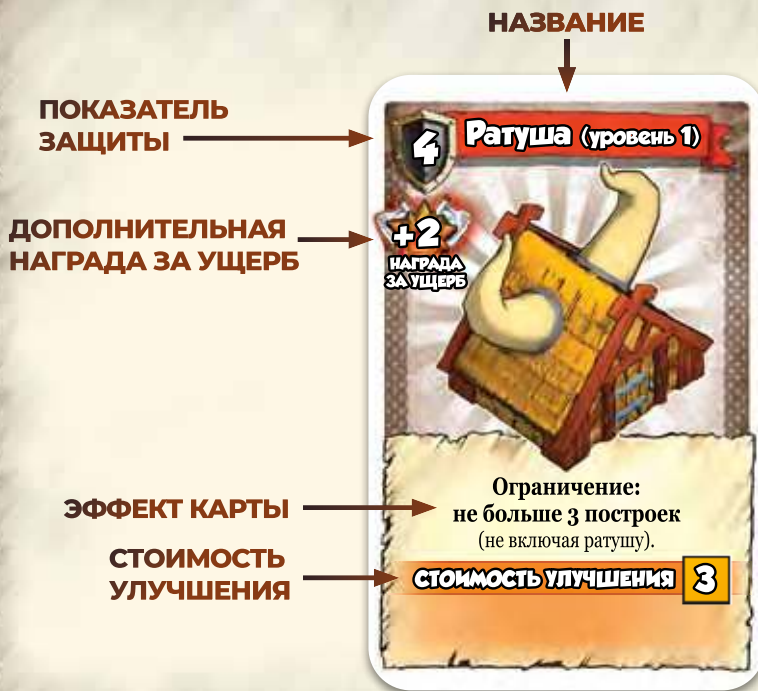 НАЗВАНИЕ
ПОКАЗАТЕЛЬ
ЗАЩИТЫ
4 Ратуша (уровень 1)
ДОПОЛНИТЕЛЬНАЯ
НАГРАДА ЗА УЩЕРБ
+2
НАГРАДА
ЗА УЩЕРБ
ЭФФЕКТ КАРТЫ
Ограничение:
не больше 3 построек
(не включая ратушу).
СТОИМОСТЬ
УЛУЧШЕНИЯ
СТОИМОСТЬ УЛУЧШЕНИЯ 3